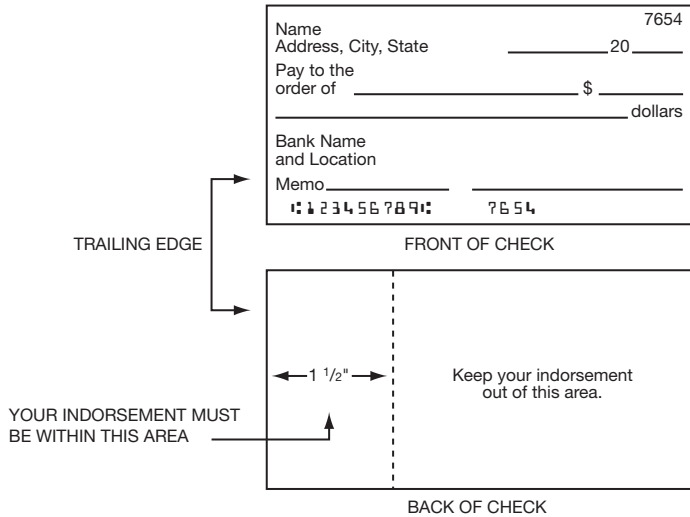 7654
Name
Address, City, State 20
Pay to the
order of $
dollars
Bank Name
and Location
Memo
⑆123456789⑆ 7654
TRAILING EDGE
FRONT OF CHECK
1 1/2"
Keep your indorsement
out of this area.
YOUR INDORSEMENT MUST
BE WITHIN THIS AREA
BACK OF CHECK